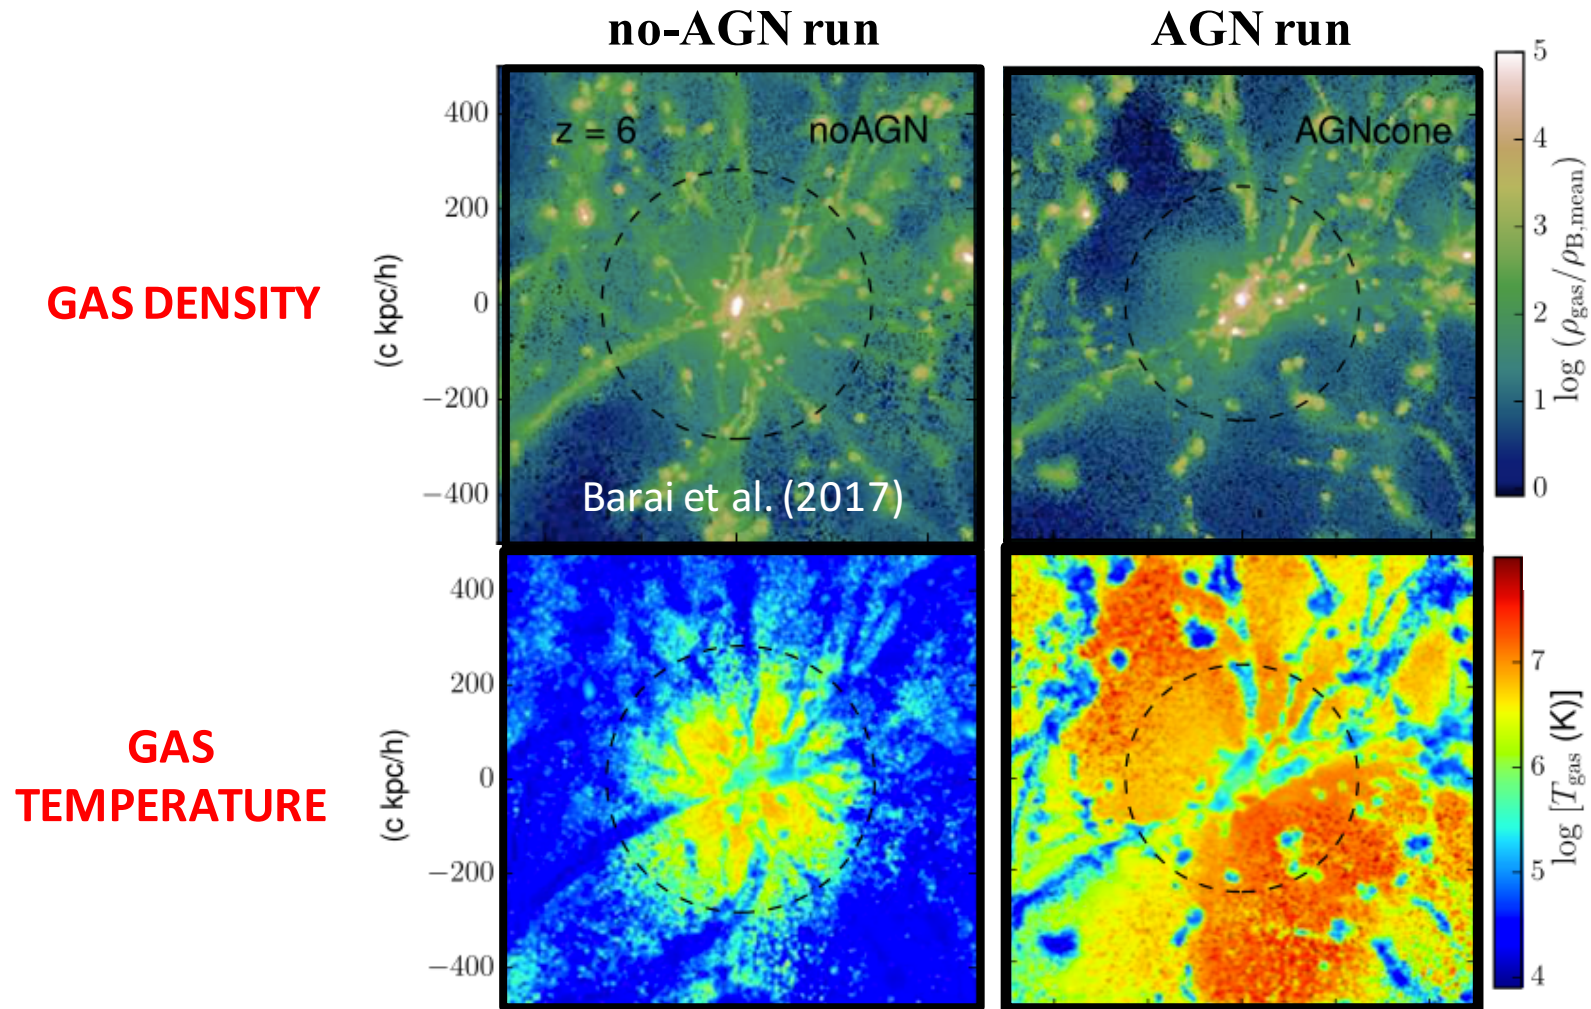 no-AGN run
AGN run
GAS DENSITY
(c kpc/h)
400
200
0
−200
−400
z = 6
noAGN
Barai et al. (2017)
AGNcone
5
4
3
2
1
0
log (ρgas/ρB,mean)
GAS
TEMPERATURE
(c kpc/h)
400
200
0
−200
−400
7
6
5
4
log [Tgas (K)]